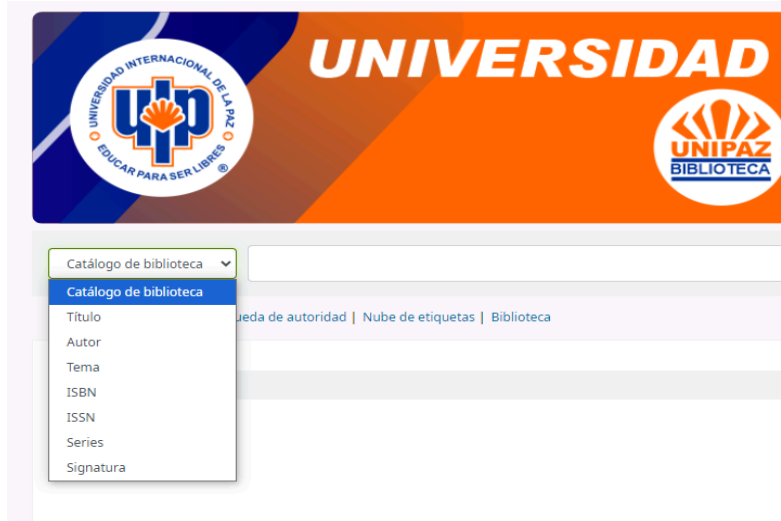 UNIVERSIDAD
UNIVERSIDAD INTERNACIONAL DE LA PAZ
uip
EDUCAR PARA SER LIBRES
®
UNIPAZ
BIBLIOTECA
Catálogo de biblioteca
Catálogo de biblioteca
Título
ueda de autoridad | Nube de etiquetas | Biblioteca
Autor
Tema
ISBN
ISSN
Series
Signatura